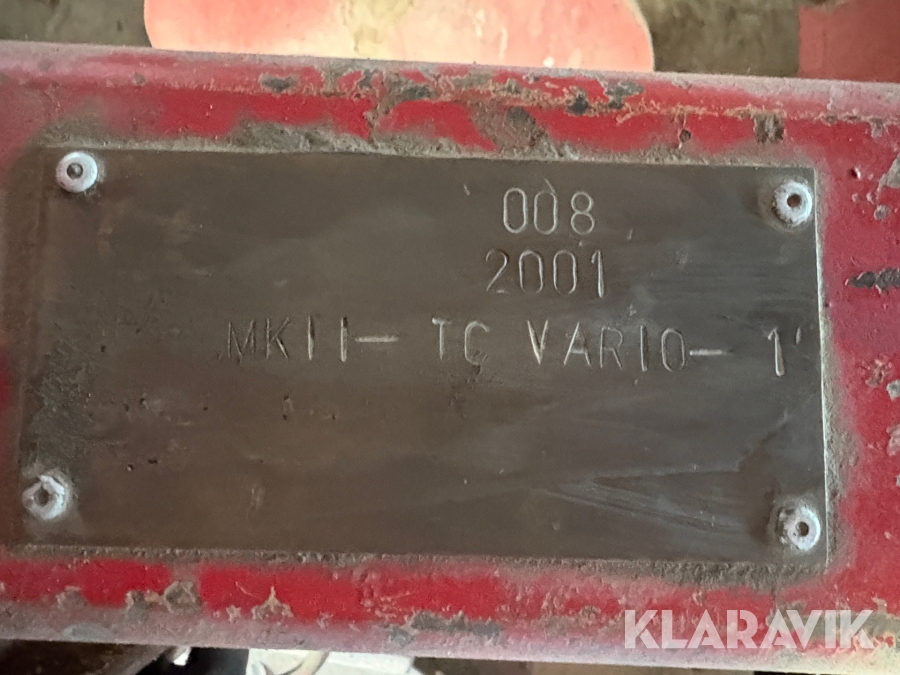 008
2001
MKII- TC VARIO- 1'
KLARAVIK